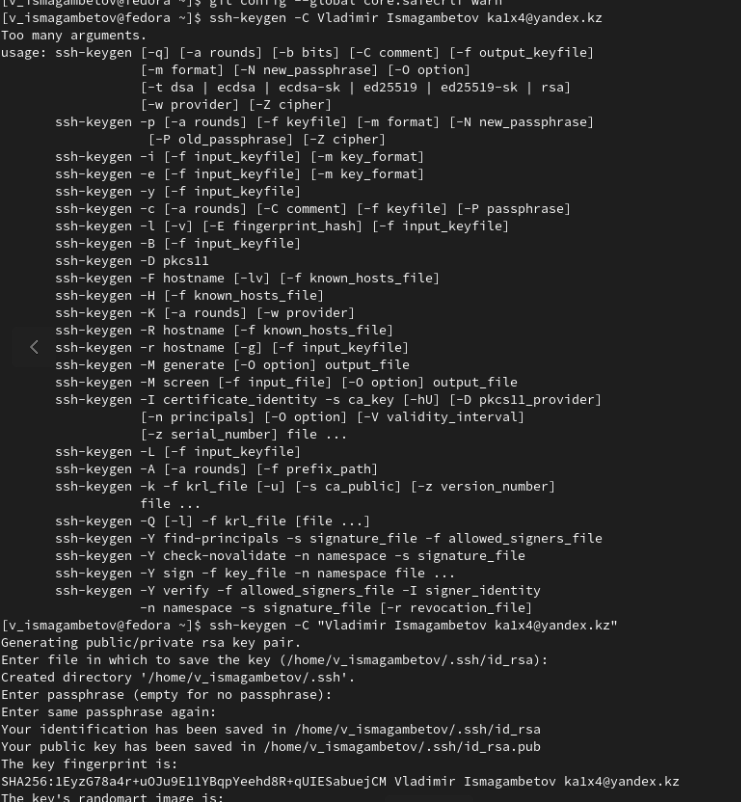 [v_ismagambetov@fedora ~]$ git config --global core.safecrlf warn
[v_ismagambetov@fedora ~]$ ssh-keygen -C Vladimir Ismagambetov ka1x4@yandex.kz
Too many arguments.
usage: ssh-keygen [-q] [-a rounds] [-b bits] [-C comment] [-f output_keyfile]
[-m format] [-N new_passphrase] [-O option]
[-t dsa | ecdsa | ecdsa-sk | ed25519 | ed25519-sk | rsa]
[-w provider] [-Z cipher]
ssh-keygen -p [-a rounds] [-f keyfile] [-m format] [-N new_passphrase]
[-P old_passphrase] [-Z cipher]
ssh-keygen -i [-f input_keyfile] [-m key_format]
ssh-keygen -e [-f input_keyfile] [-m key_format]
ssh-keygen -y [-f input_keyfile]
ssh-keygen -c [-a rounds] [-C comment] [-f keyfile] [-P passphrase]
ssh-keygen -l [-v] [-E fingerprint_hash] [-f input_keyfile]
ssh-keygen -B [-f input_keyfile]
ssh-keygen -D pkcs11
ssh-keygen -F hostname [-lv] [-f known_hosts_file]
ssh-keygen -H [-f known_hosts_file]
ssh-keygen -K [-a rounds] [-w provider]
ssh-keygen -R hostname [-f known_hosts_file]
ssh-keygen -r hostname [-g] [-f input_keyfile]
ssh-keygen -M generate [-O option] output_file
ssh-keygen -M screen [-f input_file] [-O option] output_file
ssh-keygen -I certificate_identity -s ca_key [-hU] [-D pkcs11_provider]
[-n principals] [-O option] [-V validity_interval]
[-z serial_number] file ...
ssh-keygen -L [-f input_keyfile]
ssh-keygen -A [-a rounds] [-f prefix_path]
ssh-keygen -k -f krl_file [-u] [-s ca_public] [-z version_number]
file ...
ssh-keygen -Q [-l] -f krl_file [file ...]
ssh-keygen -Y find-principals -s signature_file -f allowed_signers_file
ssh-keygen -Y check-novalidate -n namespace -s signature_file
ssh-keygen -Y sign -f key_file -n namespace file ...
ssh-keygen -Y verify -f allowed_signers_file -I signer_identity
-n namespace -s signature_file [-r revocation_file]
[v_ismagambetov@fedora ~]$ ssh-keygen -C "Vladimir Ismagambetov ka1x4@yandex.kz"
Generating public/private rsa key pair.
Enter file in which to save the key (/home/v_ismagambetov/.ssh/id_rsa):
Created directory '/home/v_ismagambetov/.ssh'.
Enter passphrase (empty for no passphrase):
Enter same passphrase again:
Your identification has been saved in /home/v_ismagambetov/.ssh/id_rsa
Your public key has been saved in /home/v_ismagambetov/.ssh/id_rsa.pub
The key fingerprint is:
SHA256:1EyzG78a4r+uOJu9E11YBqpYeehd8R+qUIESabuejCM Vladimir Ismagambetov ka1x4@yandex.kz
The key's randomart image is: